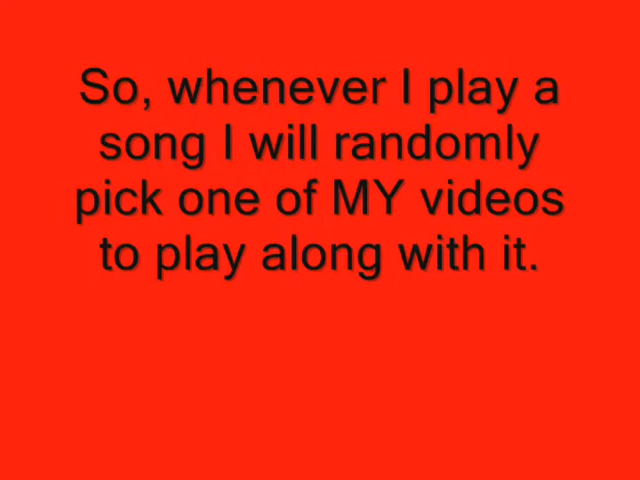 So, whenever I play a
song I will randomly
pick one of MY videos
to play along with it.